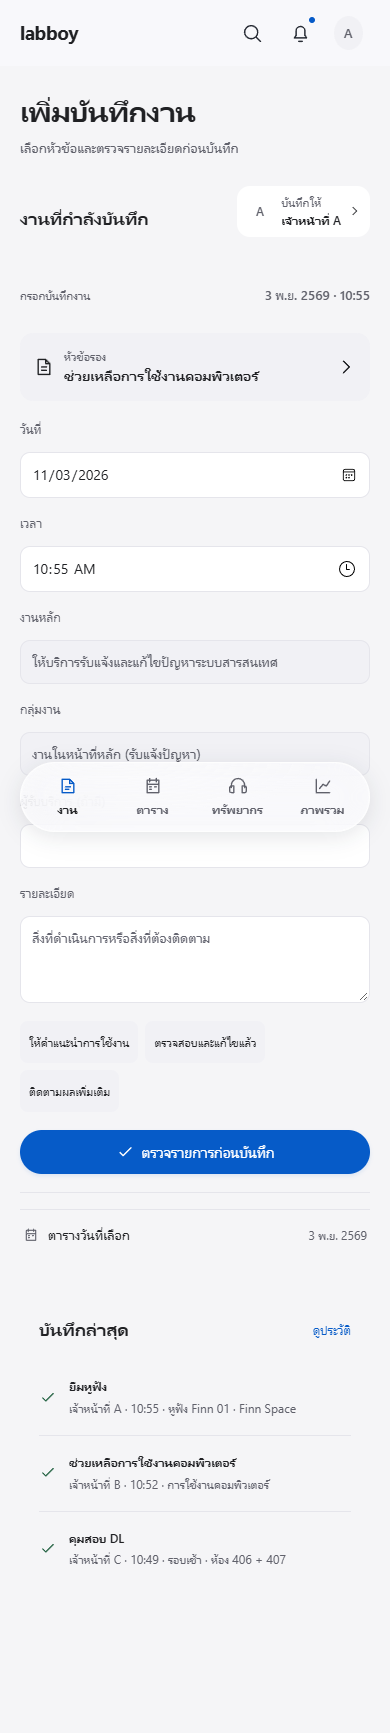 labboy
A
เพิ่มบันทึกงาน
เลือกหัวข้อและตรวจรายละเอียดก่อนบันทึก
งานที่กำลังบันทึก
A
บันทึกให้
เจ้าหน้าที่ A
กรอกบันทึกงาน
3 พ.ย. 2569 · 10:55
หัวข้อรอง
ช่วยเหลือการใช้งานคอมพิวเตอร์
วันที่
11/03/2026
เวลา
10:55 AM
งานหลัก
ให้บริการรับแจ้งและแก้ไขปัญหาระบบสารสนเทศ
กลุ่มงาน
งานในหน้าที่หลัก (รับแจ้งปัญหา)
งาน
ตาราง
ทรัพยากร
ภาพรวม
รายละเอียด
สิ่งที่ดำเนินการหรือสิ่งที่ต้องติดตาม
ให้คำแนะนำการใช้งาน
ตรวจสอบและแก้ไขแล้ว
ติดตามผลเพิ่มเติม
ตรวจรายการก่อนบันทึก
ตารางวันที่เลือก
3 พ.ย. 2569
บันทึกล่าสุด
ดูประวัติ
ยืมหูฟัง
เจ้าหน้าที่ A · 10:55 · หูฟัง Finn 01 · Finn Space
ช่วยเหลือการใช้งานคอมพิวเตอร์
เจ้าหน้าที่ B · 10:52 · การใช้งานคอมพิวเตอร์
คุมสอบ DL
เจ้าหน้าที่ C · 10:49 · รอบเช้า · ห้อง 406 + 407